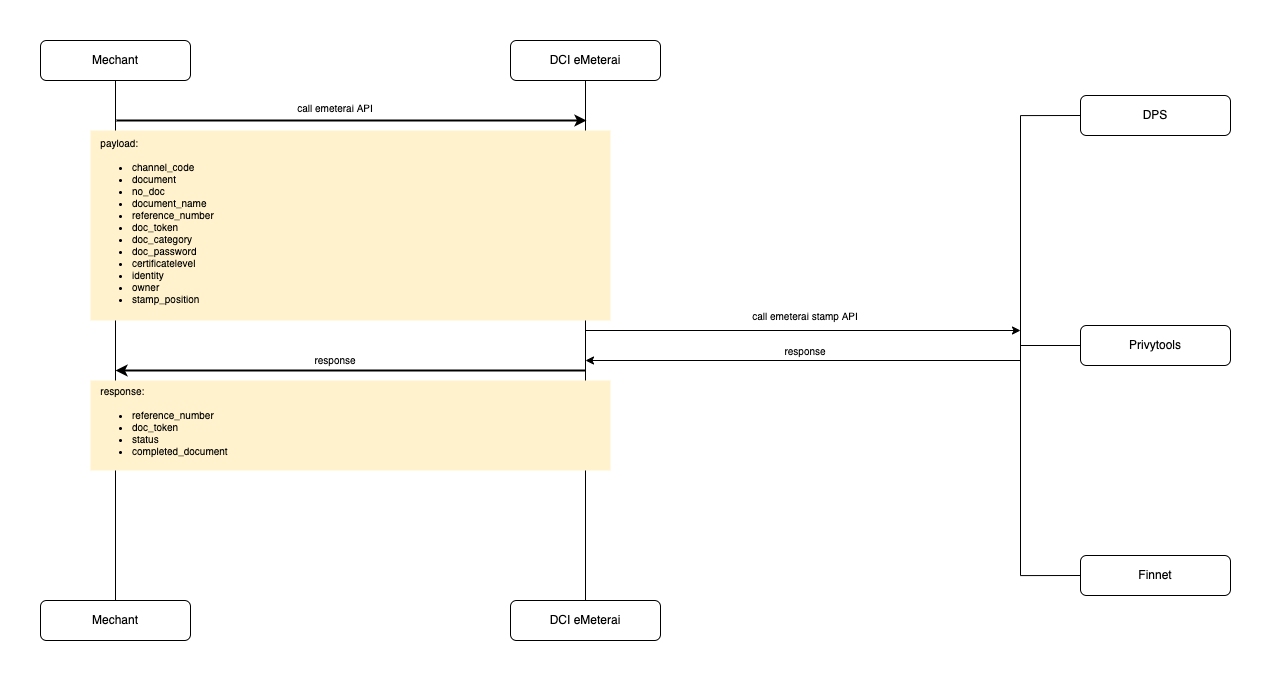 Mechant
DCI eMeterai
call emeterai API
DPS
payload:
channel_code
document
no_doc
document_name
reference_number
doc_token
doc_category
doc_password
certificatelevel
identity
owner
stamp_position
call emeterai stamp API
Privytools
response
response
response:
reference_number
doc_token
status
completed_document
Finnet
Mechant
DCI eMeterai